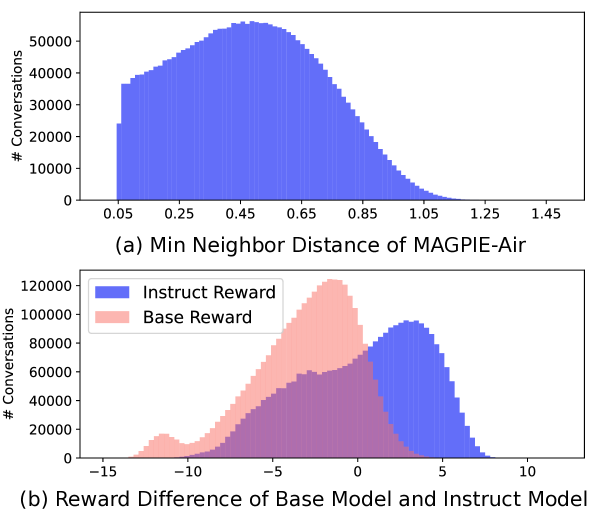 50000
40000
30000
20000
10000
0
# Conversations
0.05 0.25 0.45 0.65 0.85 1.05 1.25 1.45
(a) Min Neighbor Distance of MAGPIE-Air
120000
100000
80000
60000
40000
20000
0
# Conversations
Instruct Reward
Base Reward
−15 −10 −5 0 5 10
(b) Reward Difference of Base Model and Instruct Model